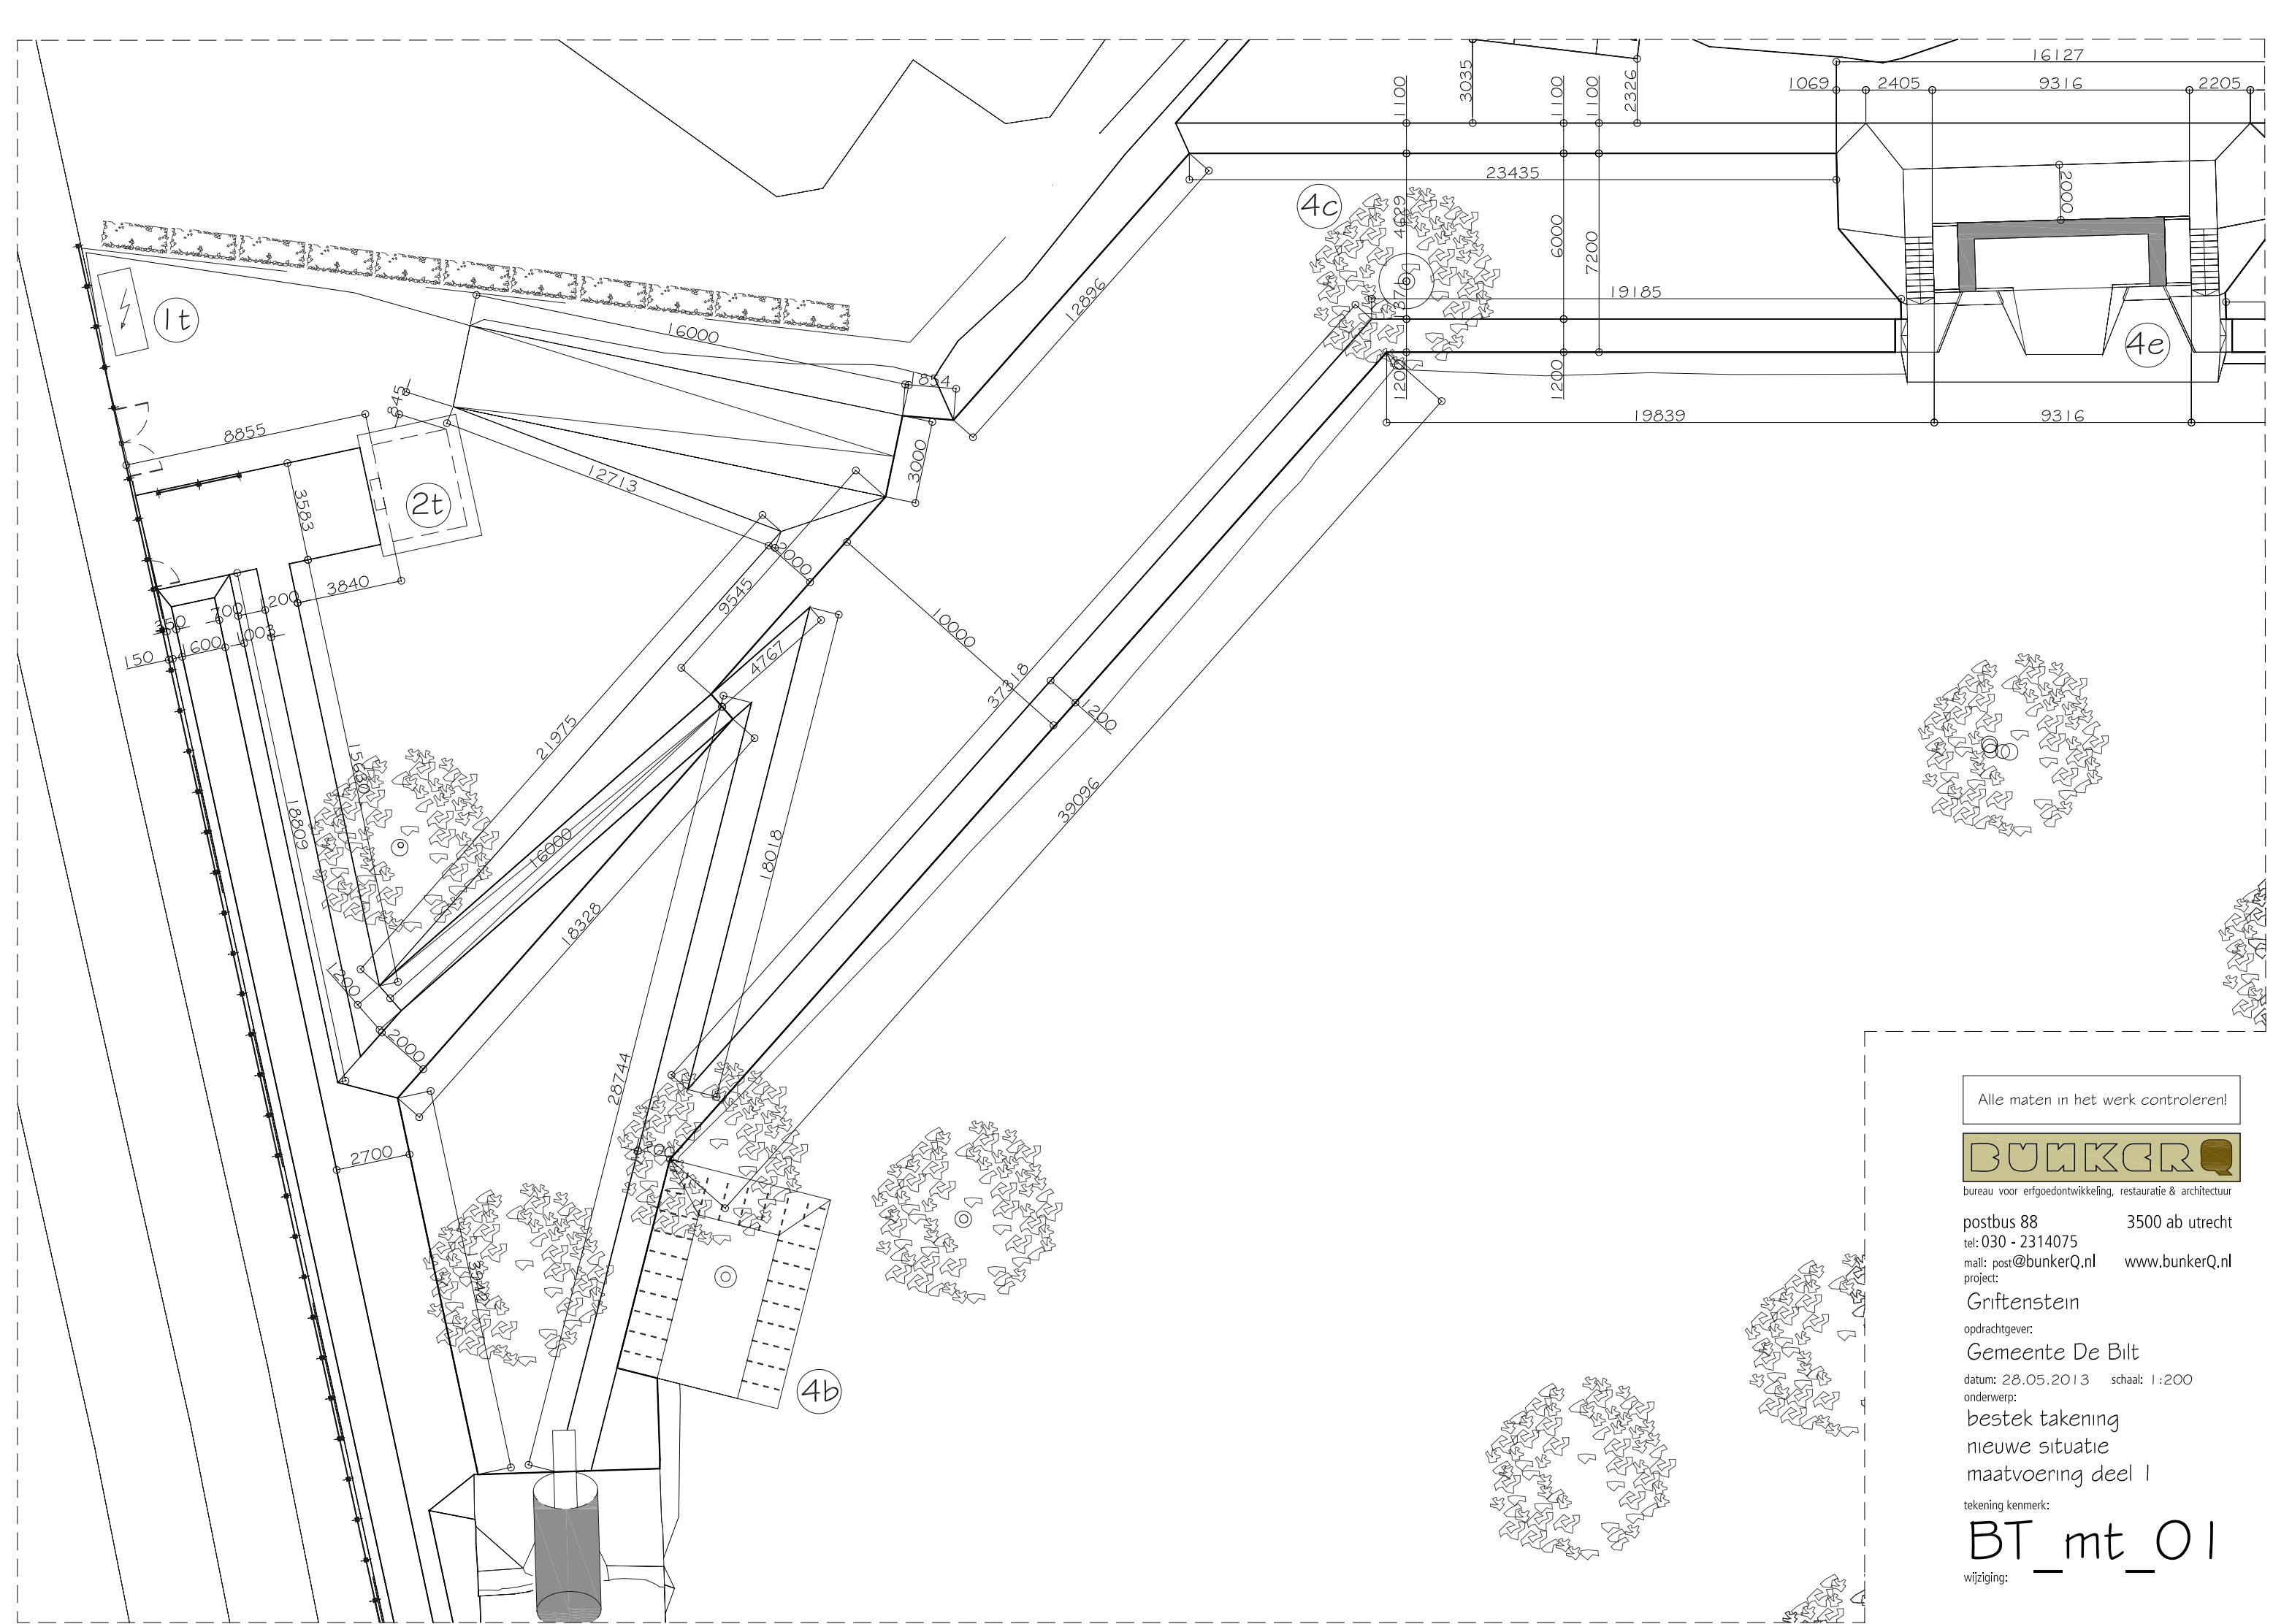 16127
1069 2405 9316 2205
3035
1100
1100
1100
2326
23435
2000
4c
4629
6000
7200
12896
1t
16000
19185
4e
1854
845
1200
1200
19839
9316
8855
3000
12713
3583
2t
2000
9545
3840
1200
700
350
1003
1600
150
10000
4767
37318
1200
21975
39096
18809
16000
18018
18328
1200
2000
28744
2700
4b
Alle maten in het werk controleren!
BUNKERQ
bureau voor erfgoedontwikkeling, restauratie & architectuur
postbus 88 3500 ab utrecht
tel: 030 - 2314075
mail: post@bunkerQ.nl www.bunkerQ.nl
project:
Griftenstein
opdrachtgever:
Gemeente De Bilt
datum: 28.05.2013 schaal: 1:200
onderwerp:
bestek takening
nieuwe situatie
maatvoering deel 1
tekening kenmerk:
BT_mt_01
wijziging: